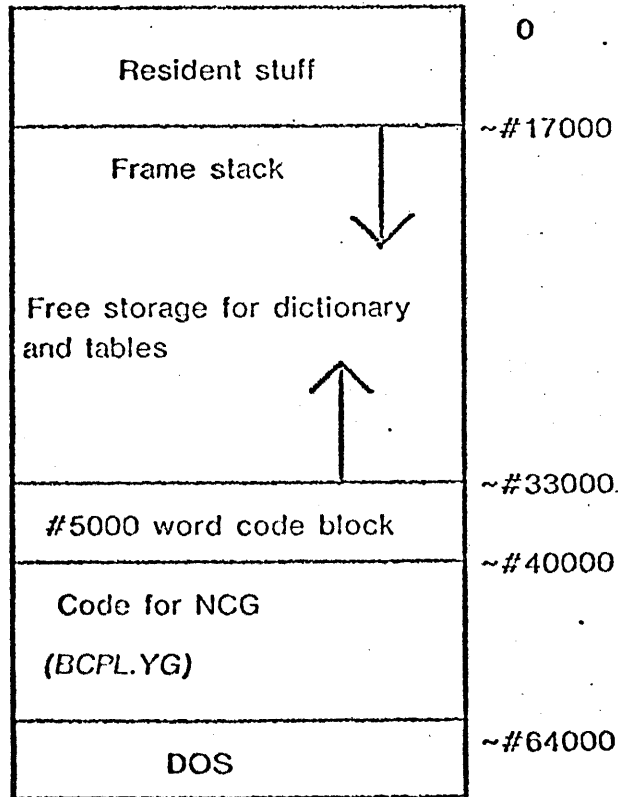 0
Resident stuff
~#17000
Frame stack
Free storage for dictionary
and tables
~#33000
#5000 word code block
~#40000
Code for NCG
(BCPL.YG)
~#64000
DOS